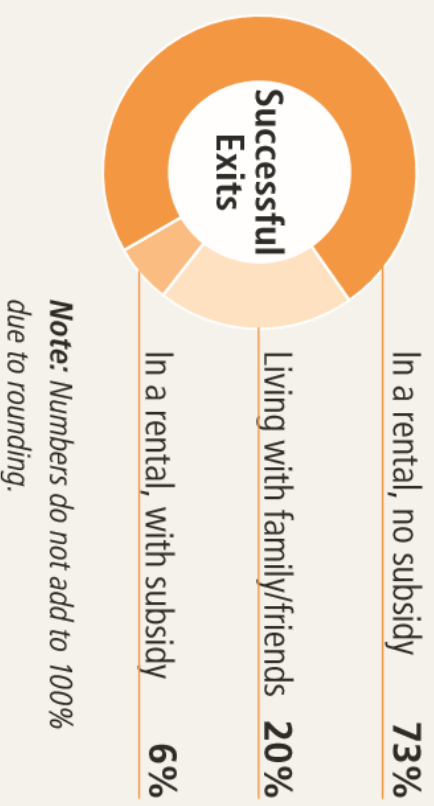 Successful
Exits
In a rental, no subsidy 73%
Living with family/friends 20%
In a rental, with subsidy 6%
Note: Numbers do not add to 100%
due to rounding.